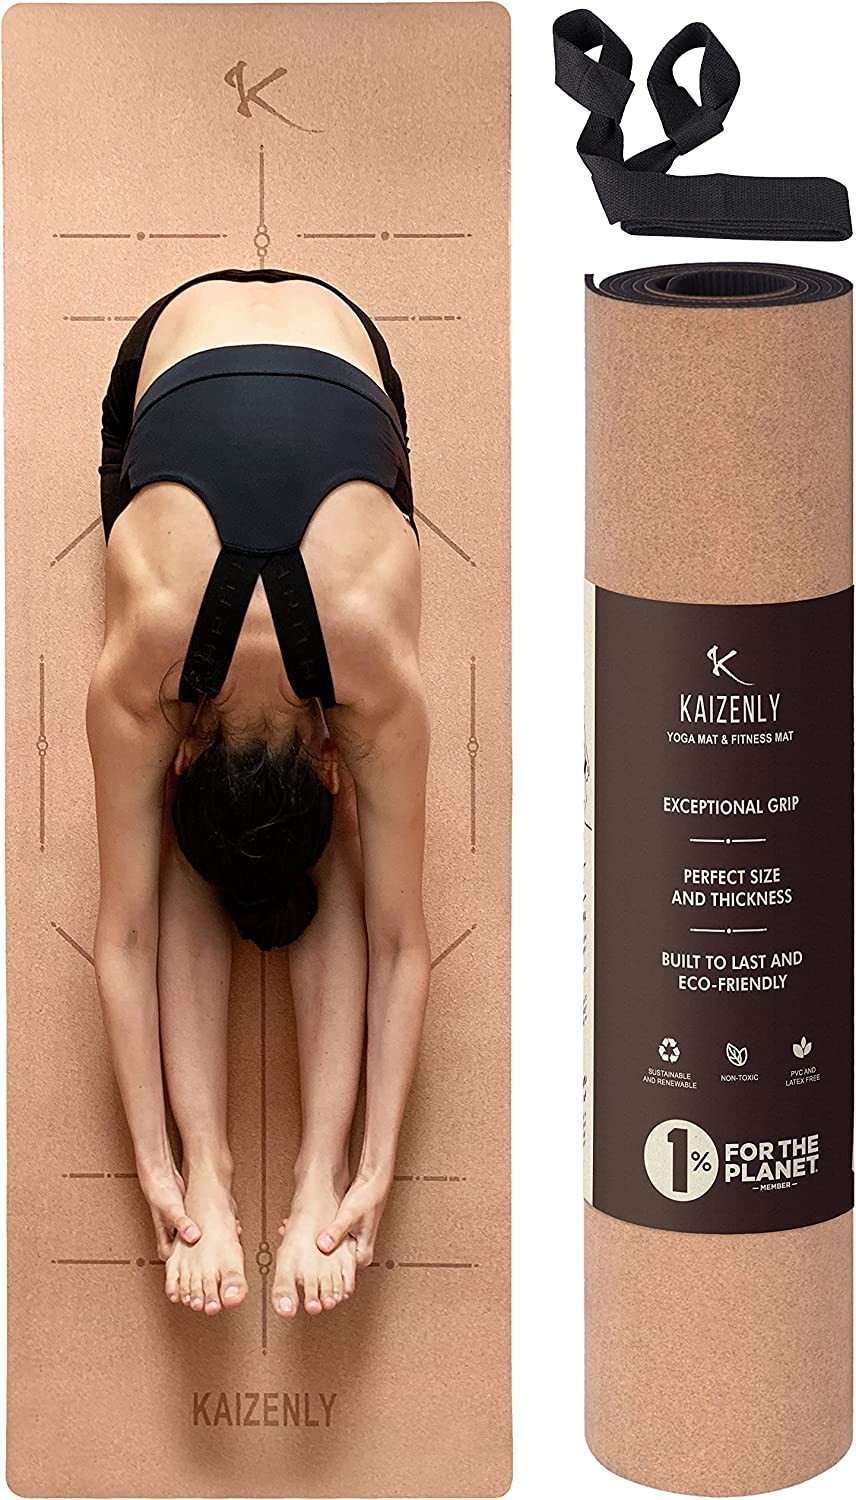 K
KAIZENLY
K
KAIZENLY
YOGA MAT & FITNESS MAT
EXCEPTIONAL GRIP
PERFECT SIZE
AND THICKNESS
BUILT TO LAST AND
ECO-FRIENDLY
SUSTAINABLE
AND RENEWABLE
NON-TOXIC
PVC AND
LATEX FREE
1%
FOR THE
PLANET
MEMBER